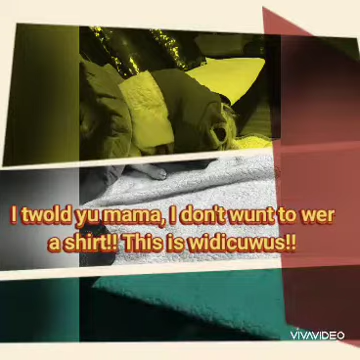 I twold yu mama, I don't wunt to wer
a shirt!! This is widicuwus!!
VIVAVIDEO